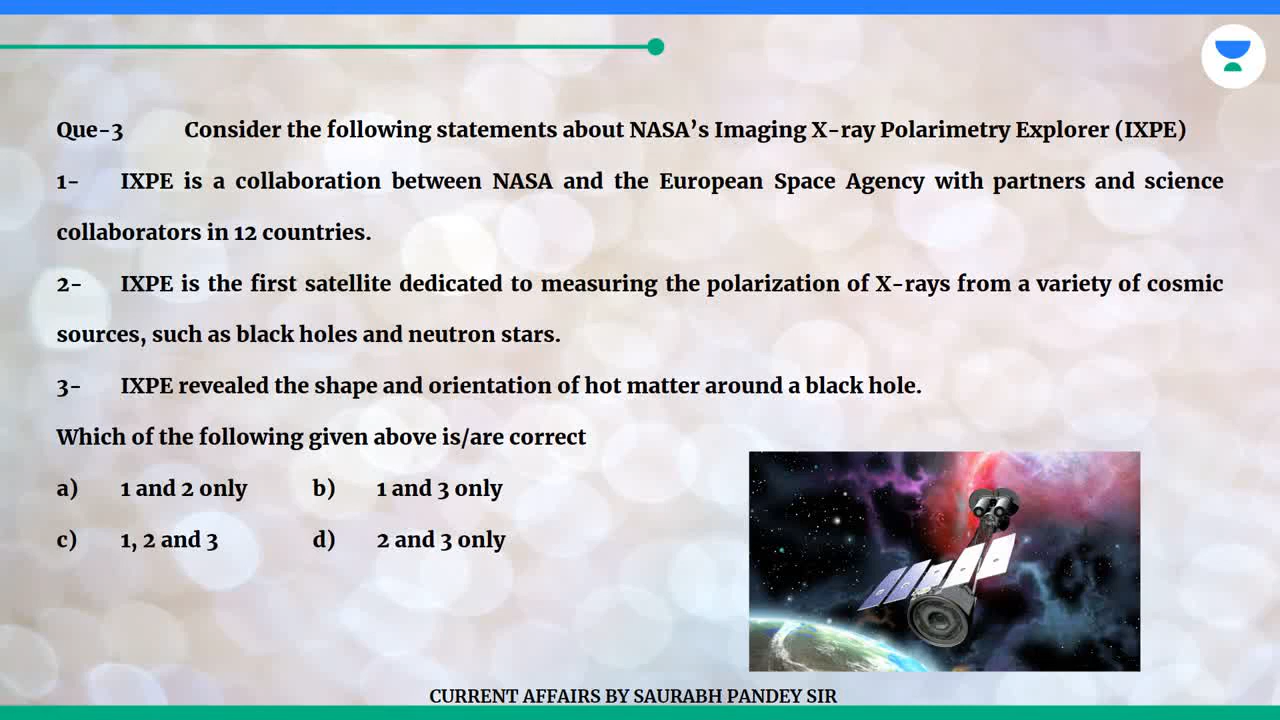 Que-3 Consider the following statements about NASA’s Imaging X-ray Polarimetry Explorer (IXPE)
1- IXPE is a collaboration between NASA and the European Space Agency with partners and science
collaborators in 12 countries.
2- IXPE is the first satellite dedicated to measuring the polarization of X-rays from a variety of cosmic
sources, such as black holes and neutron stars.
3- IXPE revealed the shape and orientation of hot matter around a black hole.
Which of the following given above is/are correct
a) 1 and 2 only b) 1 and 3 only
c) 1, 2 and 3 d) 2 and 3 only
CURRENT AFFAIRS BY SAURABH PANDEY SIR